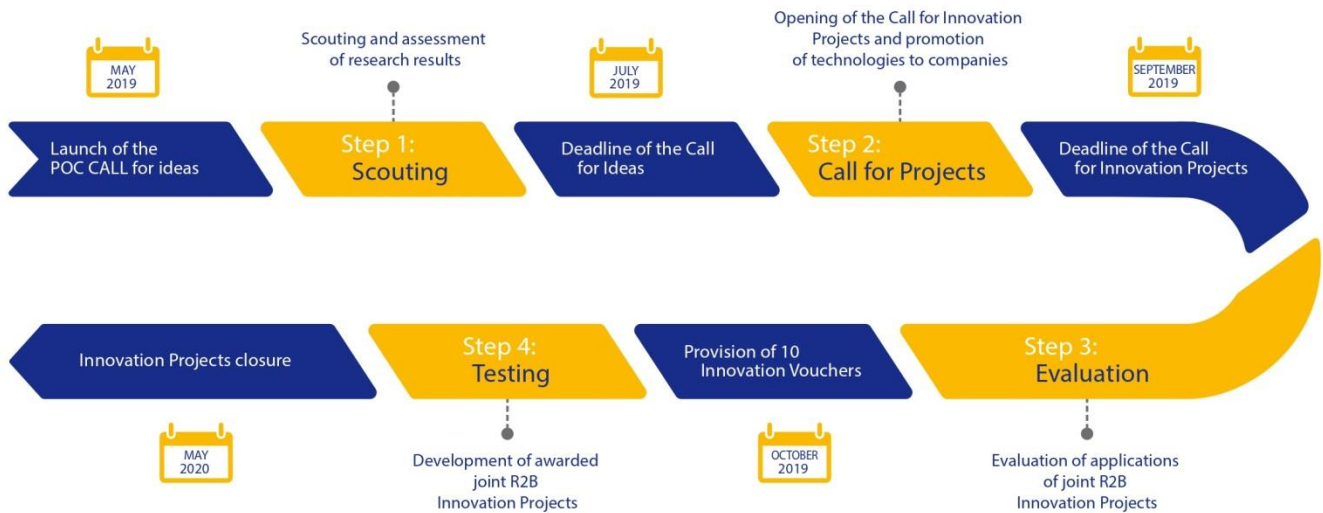 MAY
2019
Scouting and assessment
of research results
JULY
2019
Opening of the Call for Innovation
Projects and promotion
of technologies to companies
SEPTEMBER
2019
Launch of the
POC CALL for ideas
Step 1:
Scouting
Deadline of the Call
for Ideas
Step 2:
Call for Projects
Deadline of the Call
for Innovation Projects
Step 3:
Evaluation
Provision of 10
Innovation Vouchers
Step 4:
Testing
Innovation Projects closure
Evaluation of applications
of joint R2B
Innovation Projects
OCTOBER
2019
Development of awarded
joint R2B
Innovation Projects
MAY
2020